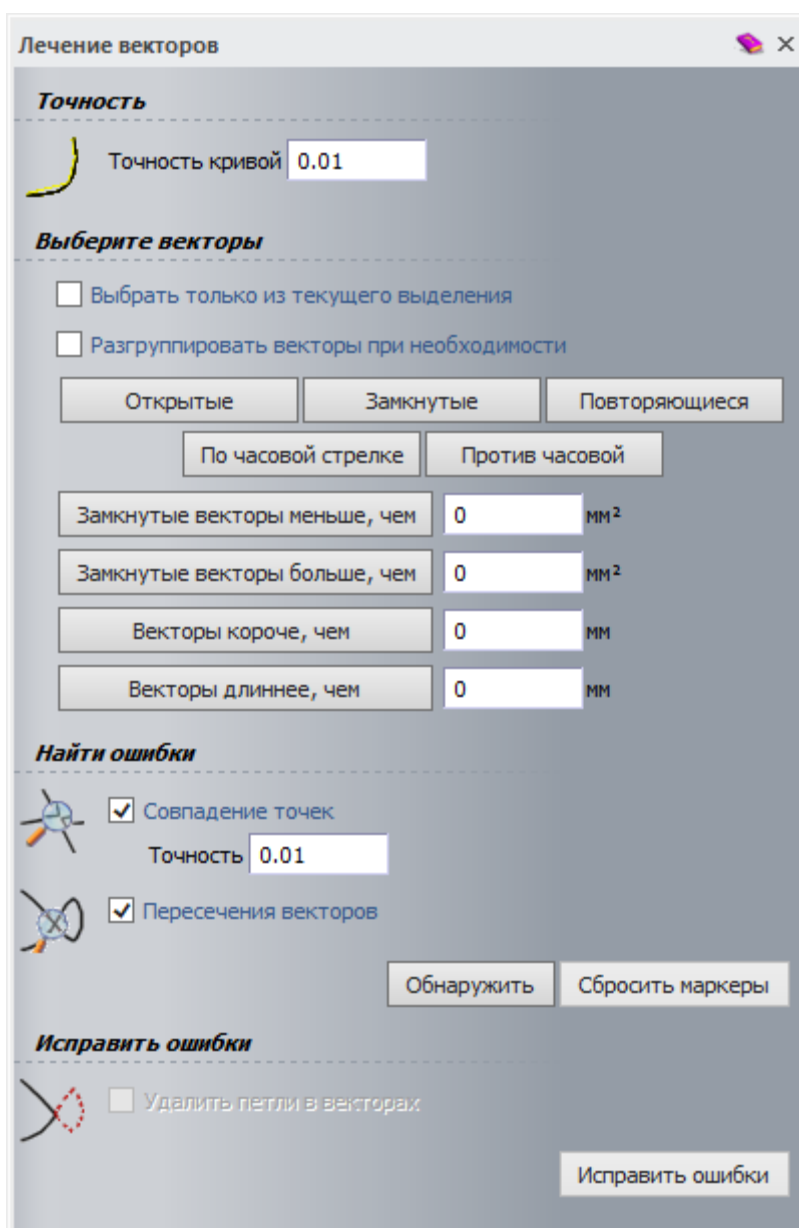 Лечение векторов
Точность
Точность кривой 0.01
Выберите векторы
Выбрать только из текущего выделения
Разгруппировать векторы при необходимости
Открытые Замкнутые Повторяющиеся
По часовой стрелке Против часовой
Замкнутые векторы меньше, чем 0 мм²
Замкнутые векторы больше, чем 0 мм²
Векторы короче, чем 0 мм
Векторы длиннее, чем 0 мм
Найти ошибки
Совпадение точек
Точность 0.01
Пересечения векторов
Обнаружить Сбросить маркеры
Исправить ошибки
Удалить петли в векторах
Исправить ошибки